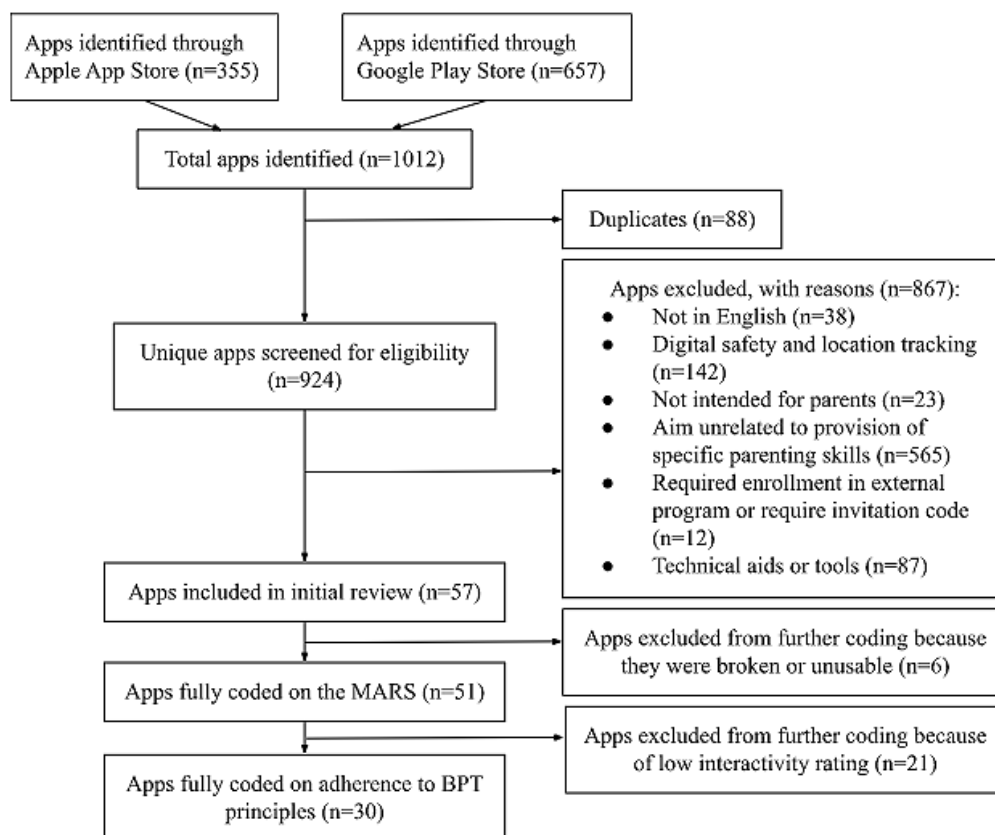 Apps identified through
Apple App Store (n=355)
Apps identified through
Google Play Store (n=657)
Total apps identified (n=1012)
Duplicates (n=88)
Apps excluded, with reasons (n=867):
● Not in English (n=38)
● Digital safety and location tracking
(n=142)
● Not intended for parents (n=23)
● Aim unrelated to provision of
specific parenting skills (n=565)
● Required enrollment in external
program or require invitation code
(n=12)
● Technical aids or tools (n=87)
Unique apps screened for eligibility
(n=924)
Apps included in initial review (n=57)
Apps excluded from further coding because
they were broken or unusable (n=6)
Apps fully coded on the MARS (n=51)
Apps excluded from further coding because
of low interactivity rating (n=21)
Apps fully coded on adherence to BPT
principles (n=30)